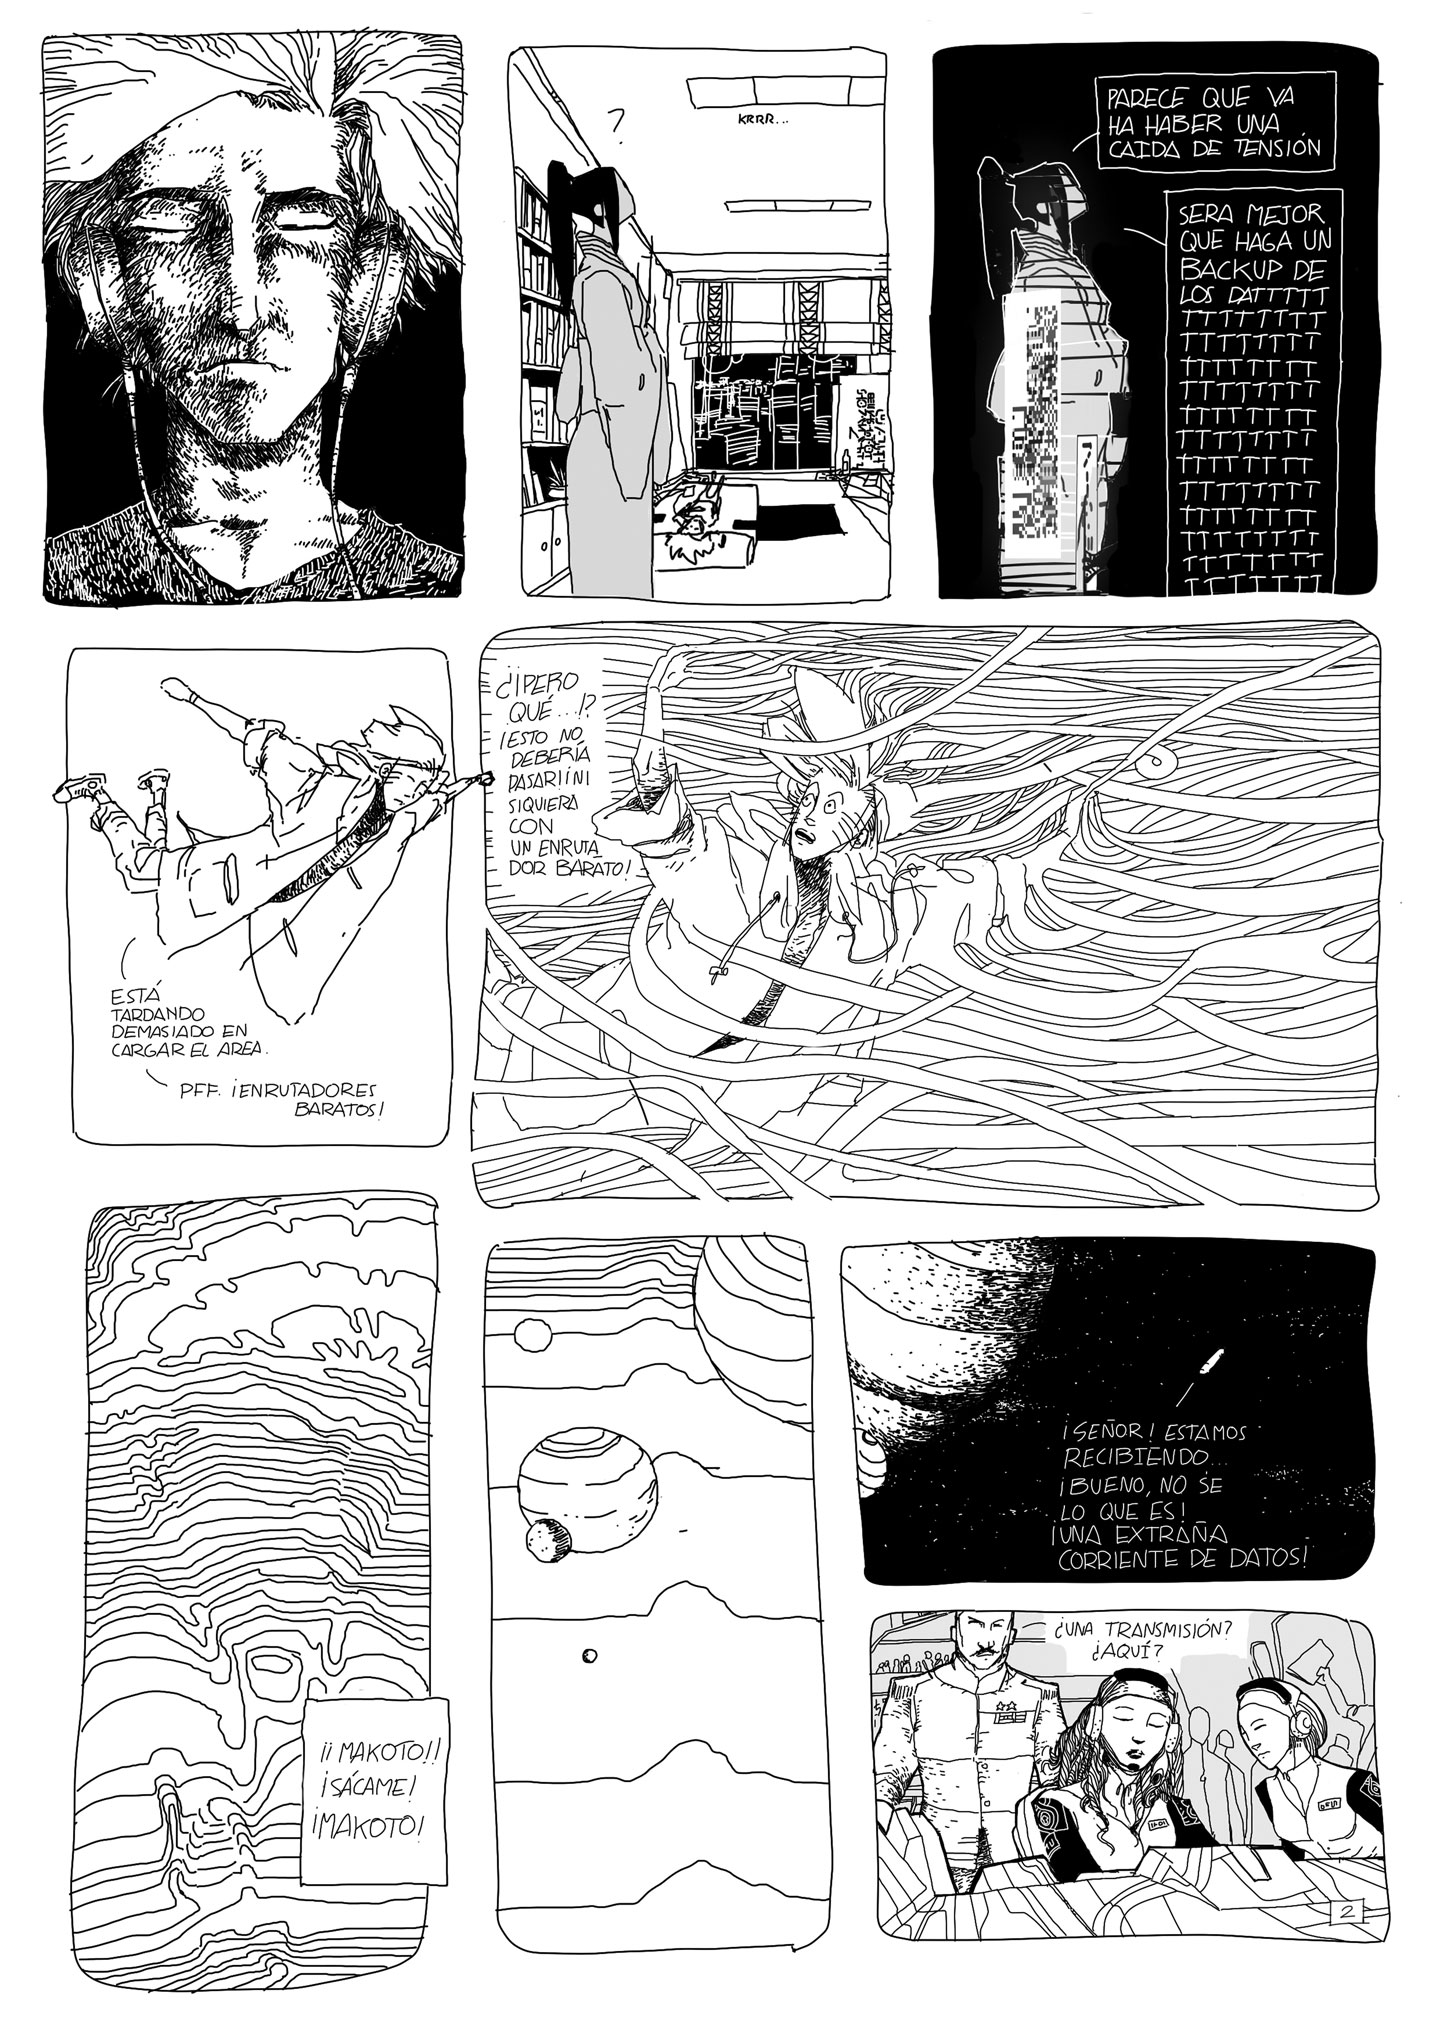 ?
KRRR...
PARECE QUE VA
HA HABER UNA
CAIDA DE TENSIÓN
SERA MEJOR
QUE HAGA UN
BACKUP DE
LOS DATTTTT
TTTTTTTT
TTTTTTTT
TTTTTTTT
TTTTTTTT
TTTTTTTT
TTTTTTTT
TTTTTTTT
TTTTTTTT
TTTTTTTT
TTTTTTTT
TTTTTTTT
TTTTTTT
ESTÁ
TARDANDO
DEMASIADO EN
CARGAR EL AREA.
PFF. ¡ENRUTADORES
BARATOS!
¿¡PERO
QUÉ...!?
¡ESTO NO
DEBERÍA
PASAR!¡NI
SIQUIERA
CON
UN ENRUTA
DOR BARATO!
¡¡MAKOTO!!
¡SÁCAME!
¡MAKOTO!
¡SEÑOR! ESTAMOS
RECIBIENDO...
¡BUENO, NO SE
LO QUE ES!
¡UNA EXTRAÑA
CORRIENTE DE DATOS!
¿UNA TRANSMISIÓN?
¿AQUÍ?
2